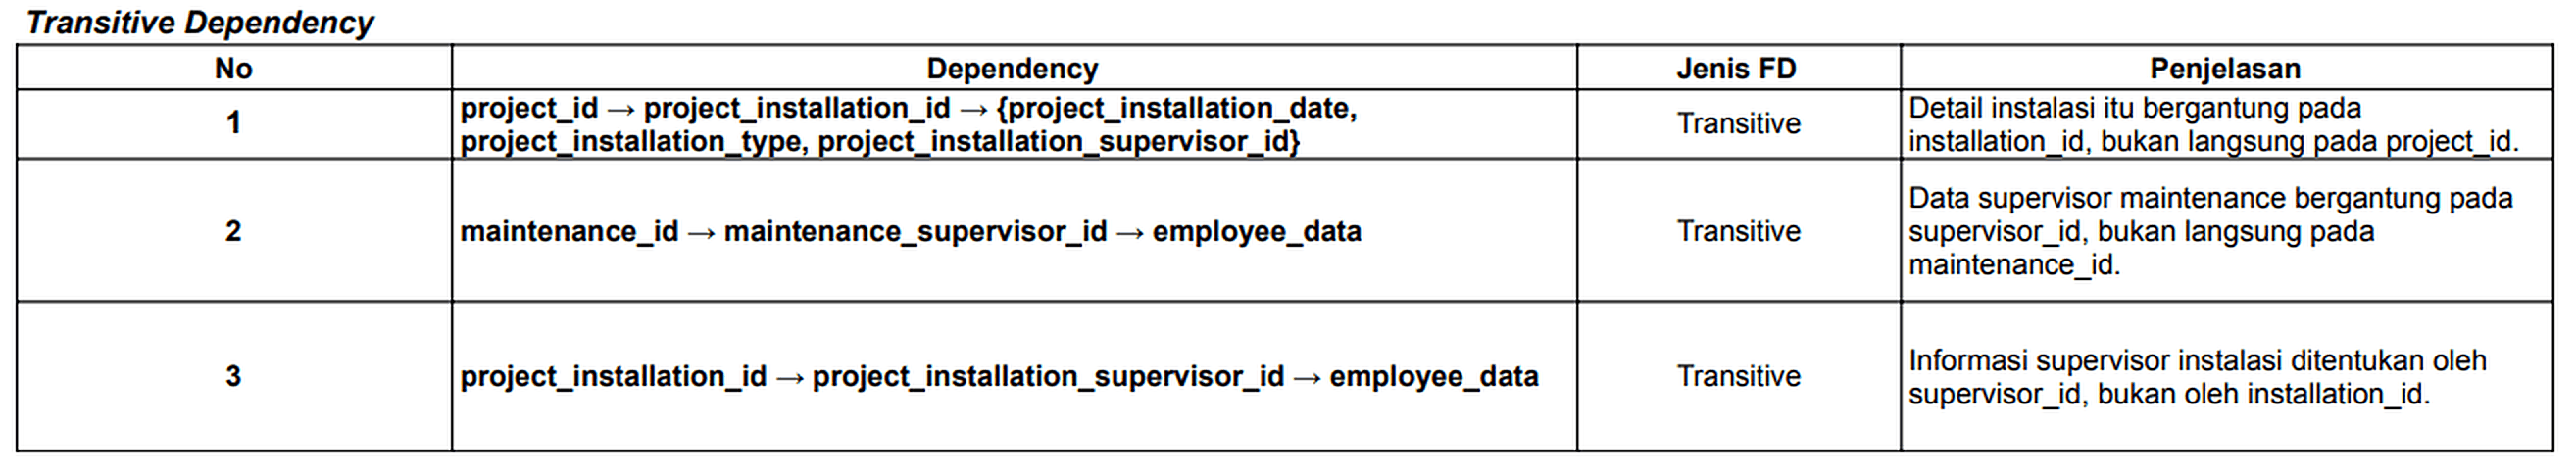 Transitive Dependency
No Dependency Jenis FD Penjelasan
1 project_id → project_installation_id → {project_installation_date, project_installation_type, project_installation_supervisor_id} Transitive Detail instalasi itu bergantung pada
installation_id, bukan langsung pada project_id.
2 maintenance_id → maintenance_supervisor_id → employee_data Transitive Data supervisor maintenance bergantung pada
supervisor_id, bukan langsung pada
maintenance_id.
3 project_installation_id → project_installation_supervisor_id → employee_data Transitive Informasi supervisor instalasi ditentukan oleh
supervisor_id, bukan oleh installation_id.